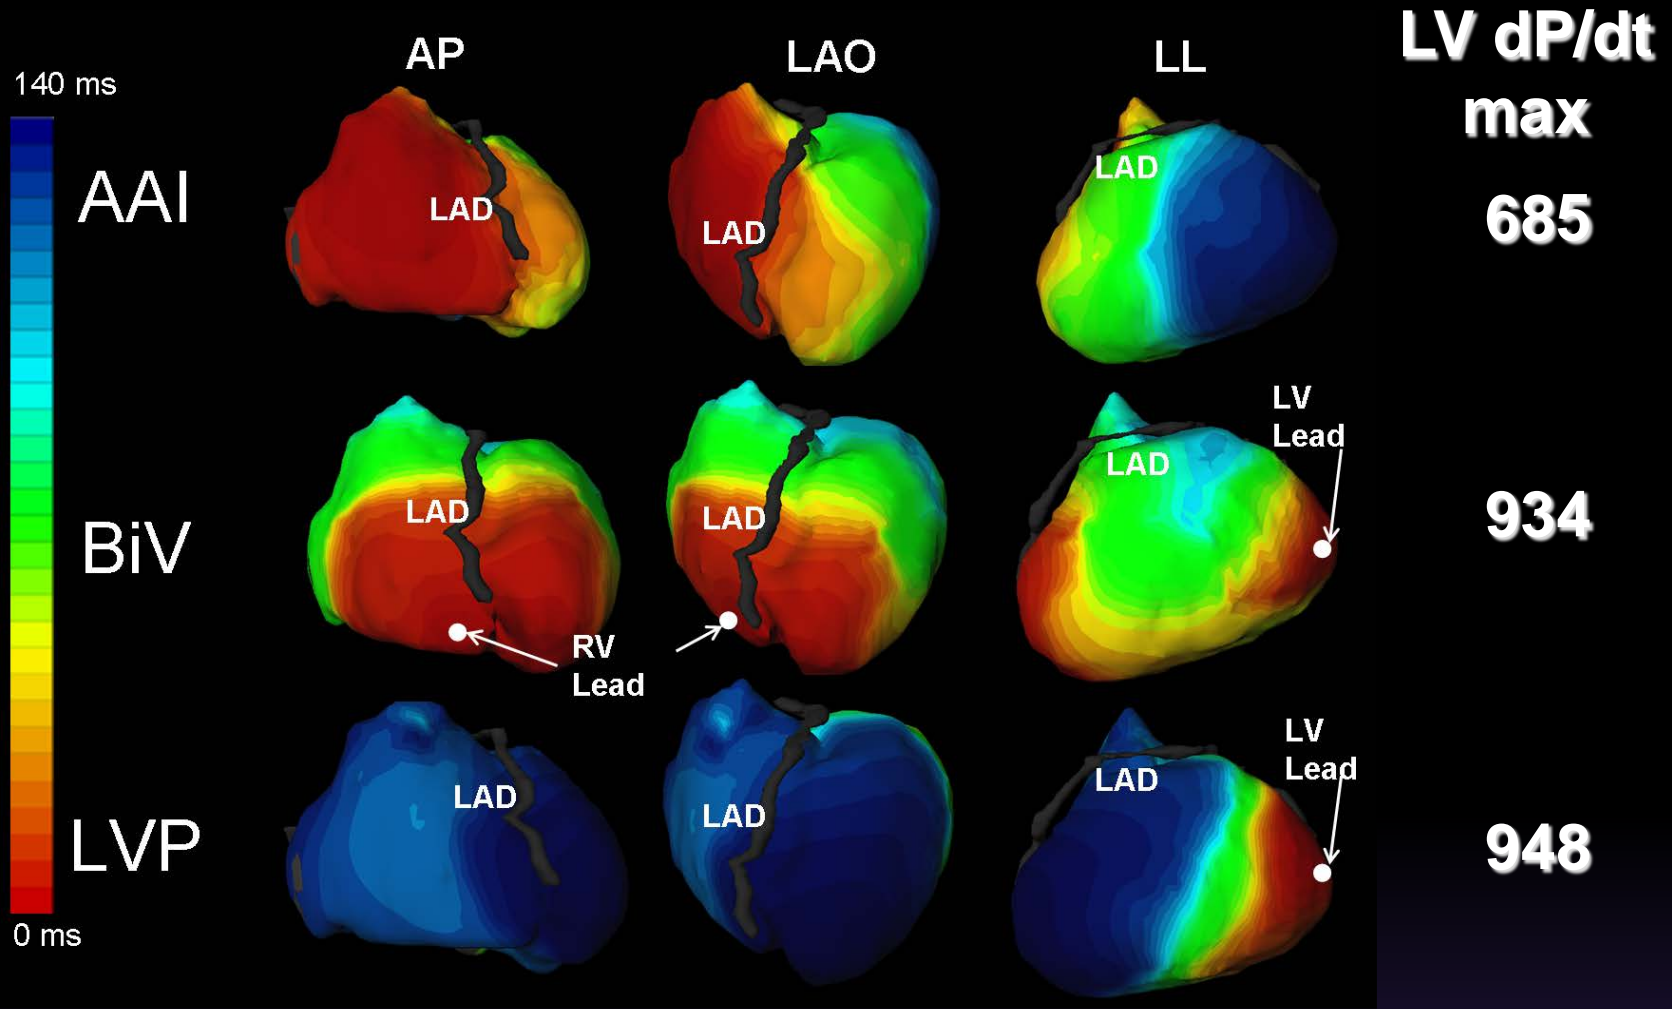 AP
LAO
LL
LV dP/dt
max
140 ms
AAI
LAD
LAD
LAD
685
BiV
LAD
LAD
LAD
LV
Lead
934
RV
Lead
LVP
LAD
LAD
LAD
LV
Lead
948
0 ms